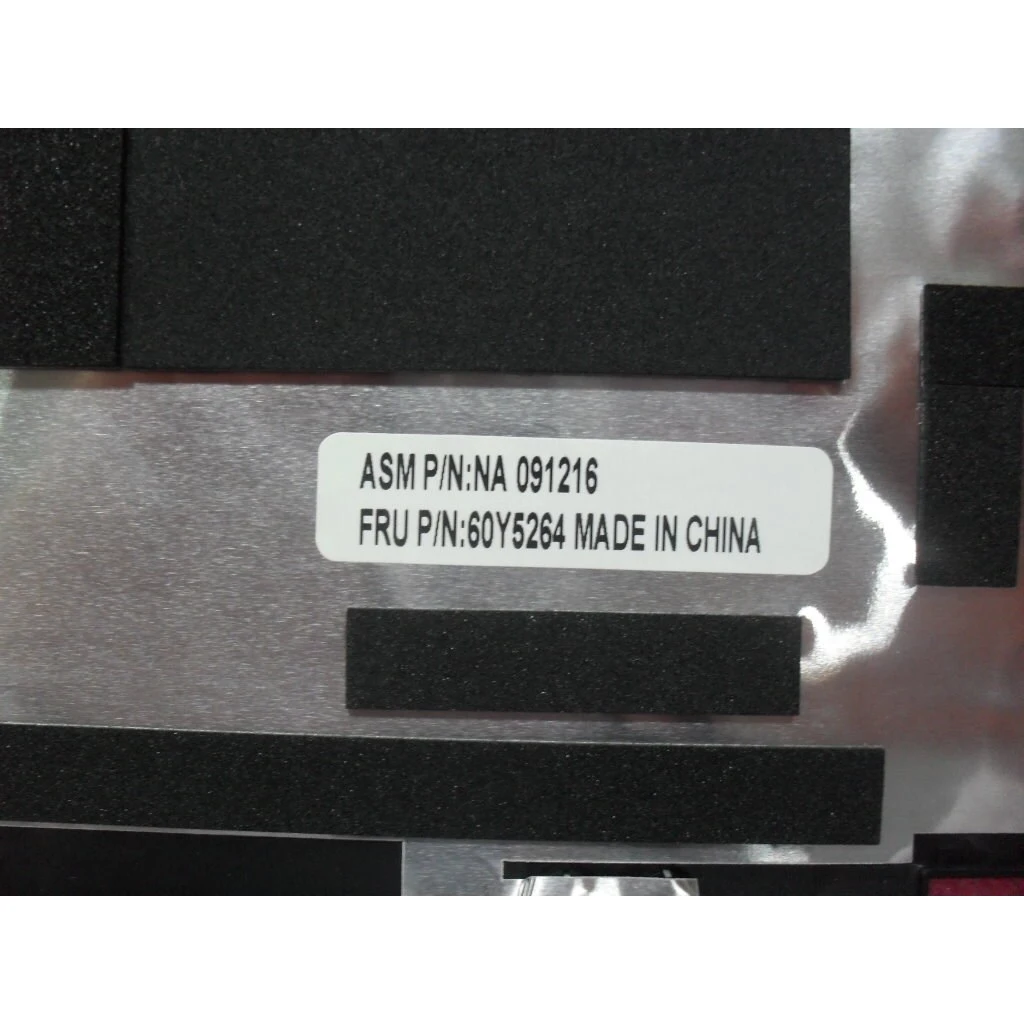 ASM P/N:NA 091216
FRU P/N:60Y5264 MADE IN CHINA